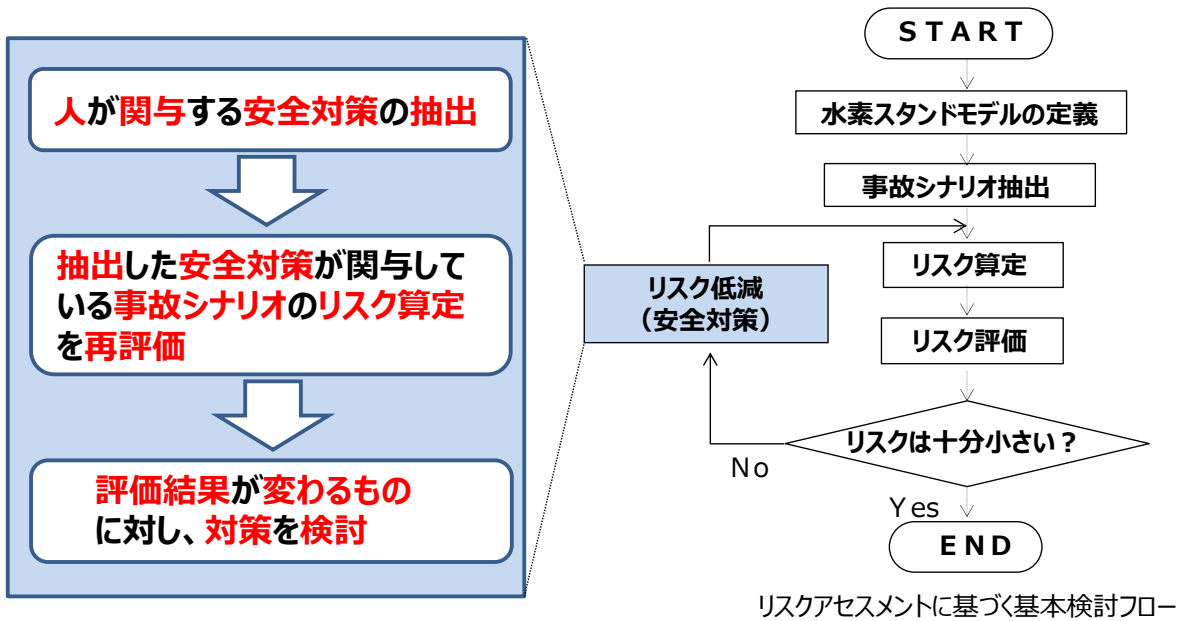 人が関与する安全対策の抽出
抽出した安全対策が関与して
いる事故シナリオのリスク算定
を再評価
評価結果が変わるもの
に対し、対策を検討
ＳＴＡＲＴ
水素スタンドモデルの定義
事故シナリオ抽出
リスク算定
リスク評価
リスクは十分小さい？
リスク低減
（安全対策）
No
Yes
ＥＮＤ
リスクアセスメントに基づく基本検討フロー